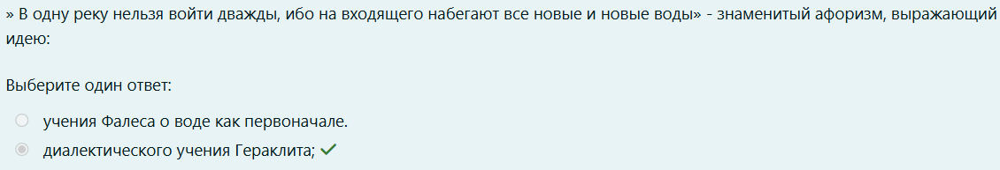 » В одну реку нельзя войти дважды, ибо на входящего набегают все новые и новые воды» - знаменитый афоризм, выражающий
идею:
Выберите один ответ:
учения Фалеса о воде как первоначале.
диалектического учения Гераклита;